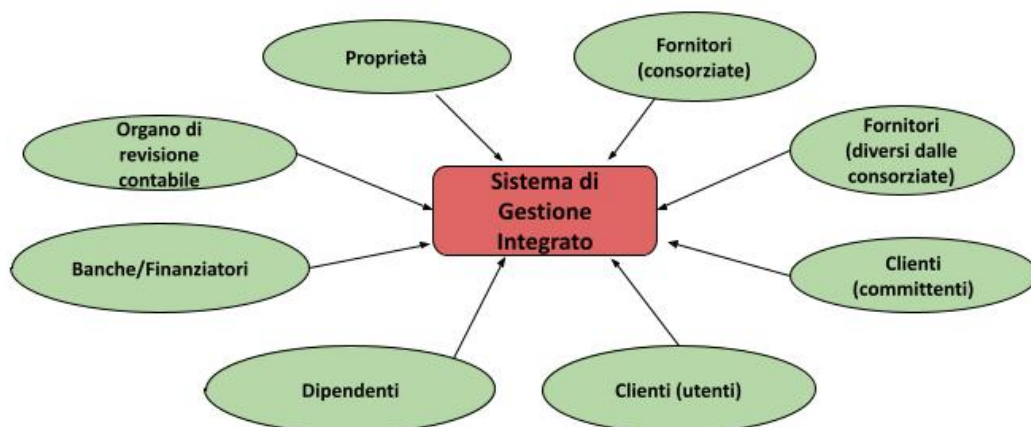 Proprietà
Fornitori
(consorziate)
Organo di
revisione
contabile
Fornitori
(diversi dalle
consorziate)
Sistema di
Gestione
Integrato
Banche/Finanziatori
Clienti
(committenti)
Dipendenti
Clienti (utenti)